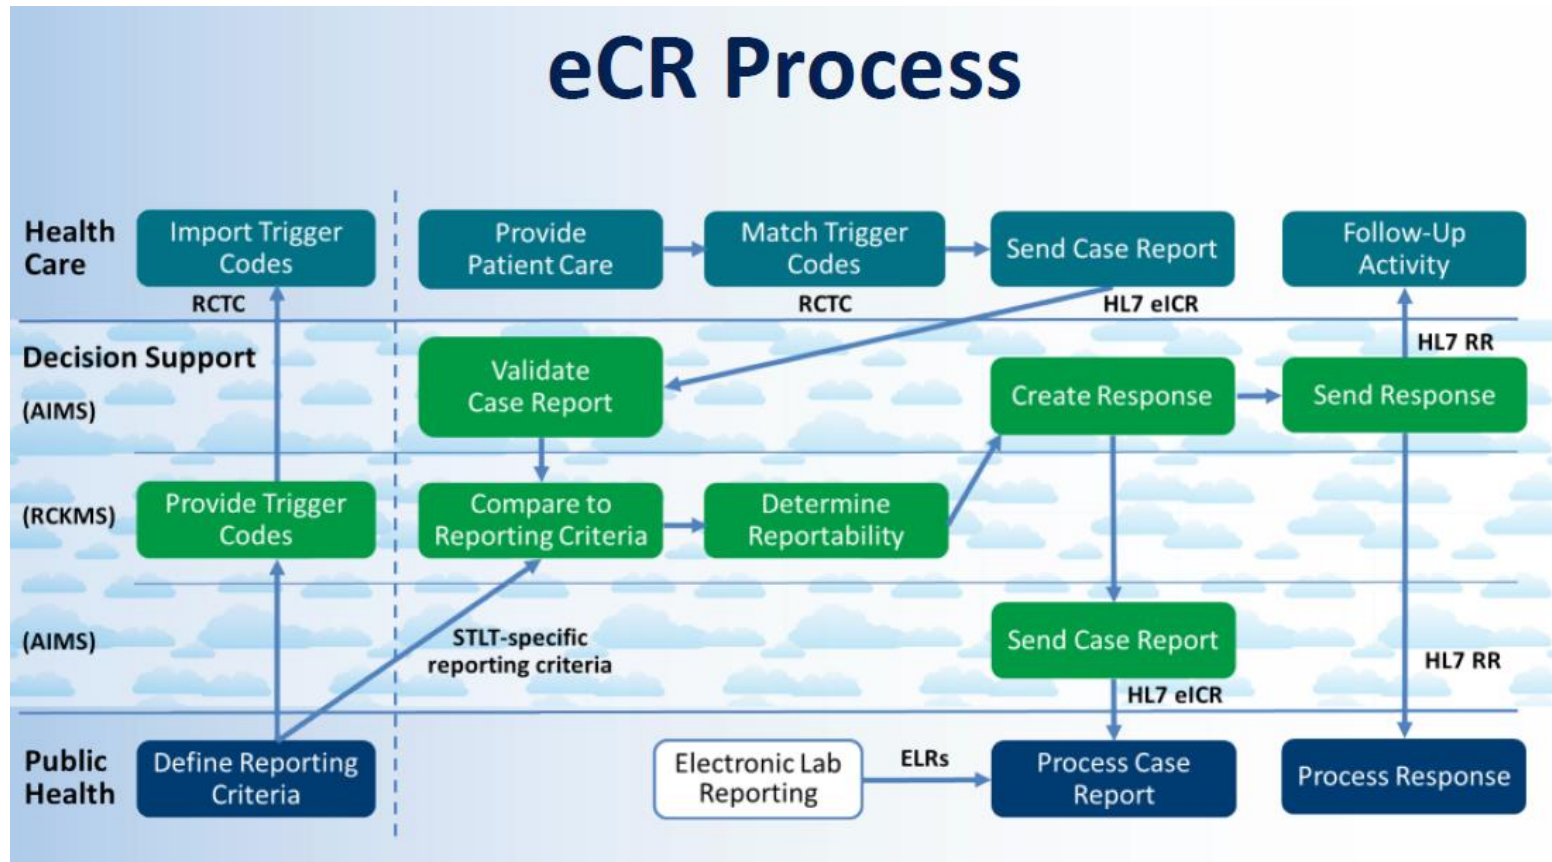 eCR Process
Health
Care
Import Trigger
Codes
Provide
Patient Care
Match Trigger
Codes
Send Case Report
Follow-Up
Activity
RCTC
RCTC
HL7 eICR
HL7 RR
Decision Support
(AIMS)
Validate
Case Report
Create Response
Send Response
(RCKMS)
Provide Trigger
Codes
Compare to
Reporting Criteria
Determine
Reportability
(AIMS)
STLT-specific
reporting criteria
Send Case Report
HL7 RR
HL7 eICR
Public
Health
Define Reporting
Criteria
Electronic Lab
Reporting
ELRs
Process Case
Report
Process Response